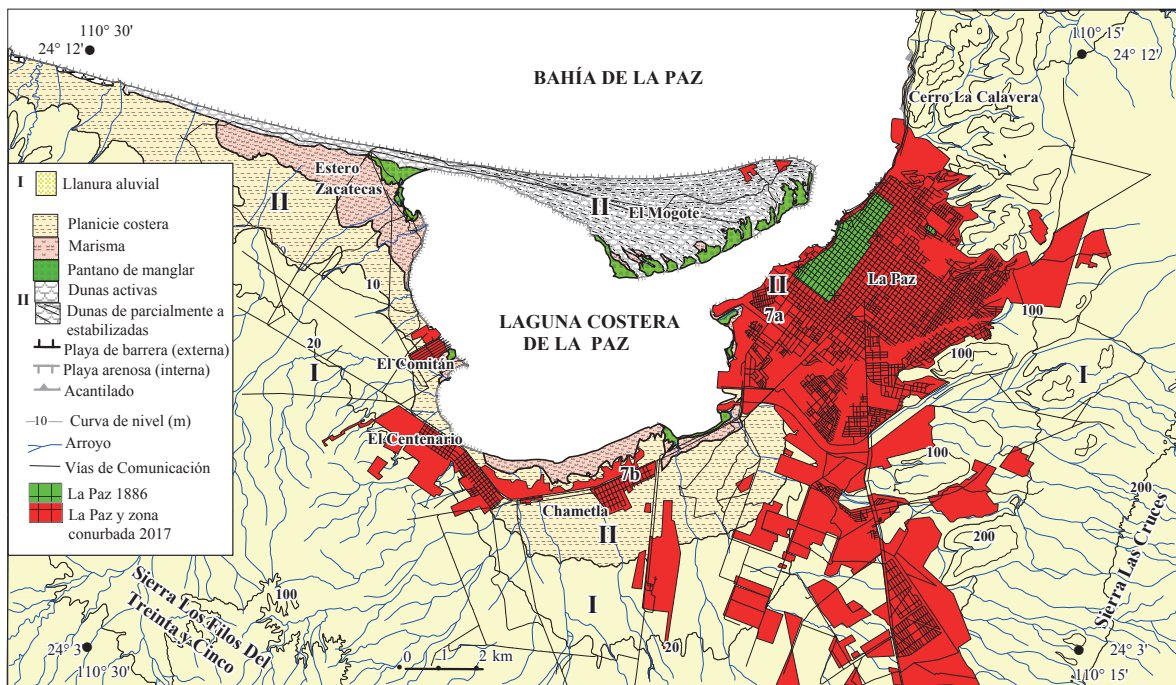 110° 30'
24° 12'
110° 15'
24° 12'
BAHÍA DE LA PAZ
Cerro La Calavera
Estero
Zacatecas
II
II
El Mogote
I
Llanura aluvial
Planicie costera
Marisma
Pantano de manglar
II
Dunas activas
Dunas de parcialmente a
estabilizadas
Playa de barrera (externa)
Playa arenosa (interna)
Acantilado
10 Curva de nivel (m)
Arroyo
Vías de Comunicación
La Paz 1886
La Paz y zona
conurbada 2017
10
20
I
La Paz
II
7a
100
100
I
LAGUNA COSTERA
DE LA PAZ
El Comitán
El Centenario
7b
Chametla
II
100
200
200
Sierra Las Cruces
I
20
100
Sierra Los Filos Del
Treinta y Cinco
24° 3'
110° 30'
0 1 2 km
24° 3'
110° 15'